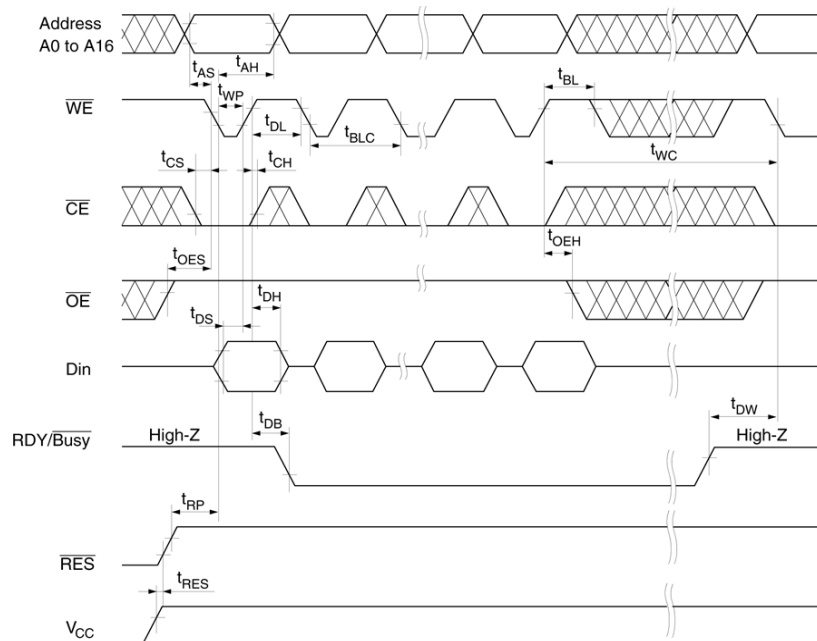 Address
A0 to A16
tAS
tAH
tWP
WE
tDL
tBLC
tBL
tWC
tCS
tCH
CE
tOES
tOEH
OE
tDH
tDS
Din
tDB
tDW
RDY/Busy
High-Z
High-Z
tRP
RES
tRES
VCC